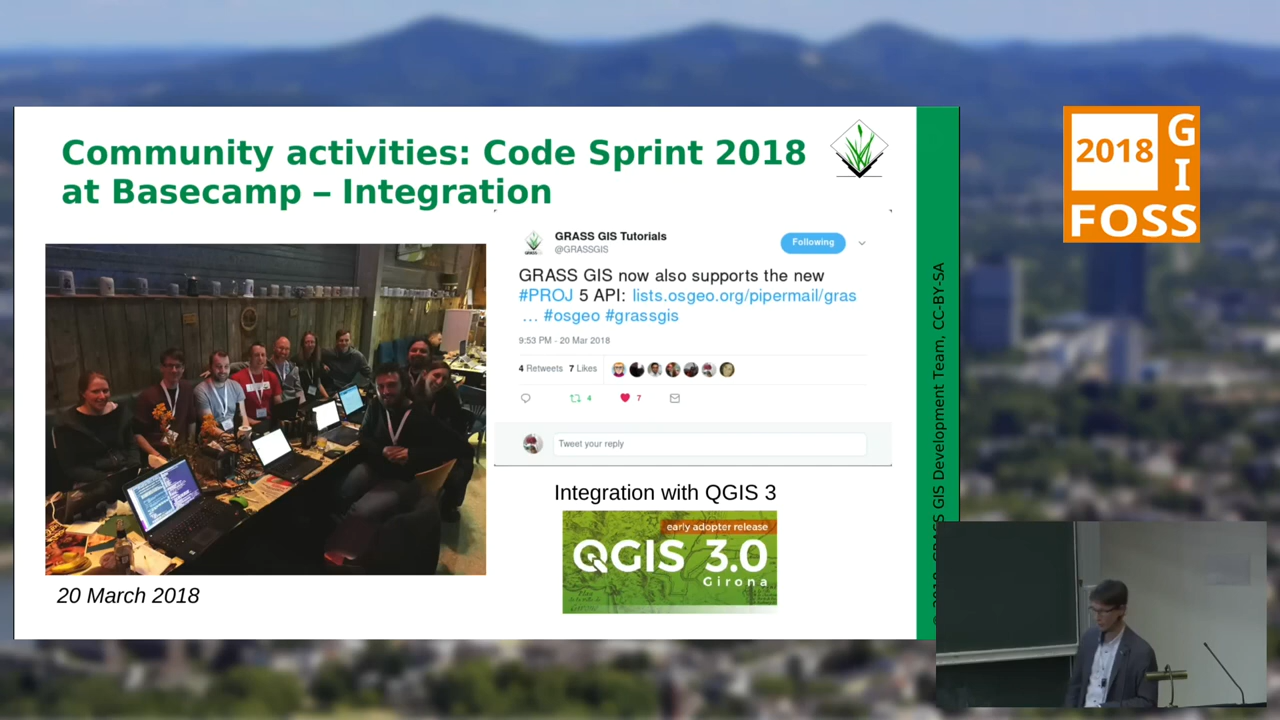 Community activities: Code Sprint 2018
at Basecamp – Integration
GRASS GIS Tutorials
@GRASSGIS
Following
GRASS GIS now also supports the new
#PROJ 5 API: lists.osgeo.org/pipermail/gras
... #osgeo #grassgis
9:53 PM - 20 Mar 2018
4 Retweets 7 Likes
4 7
Tweet your reply
Integration with QGIS 3
early adopter release
QGIS 3.0
Girona
20 March 2018
GRASS GIS Development Team, CC-BY-SA
2018
G
I
FOSS